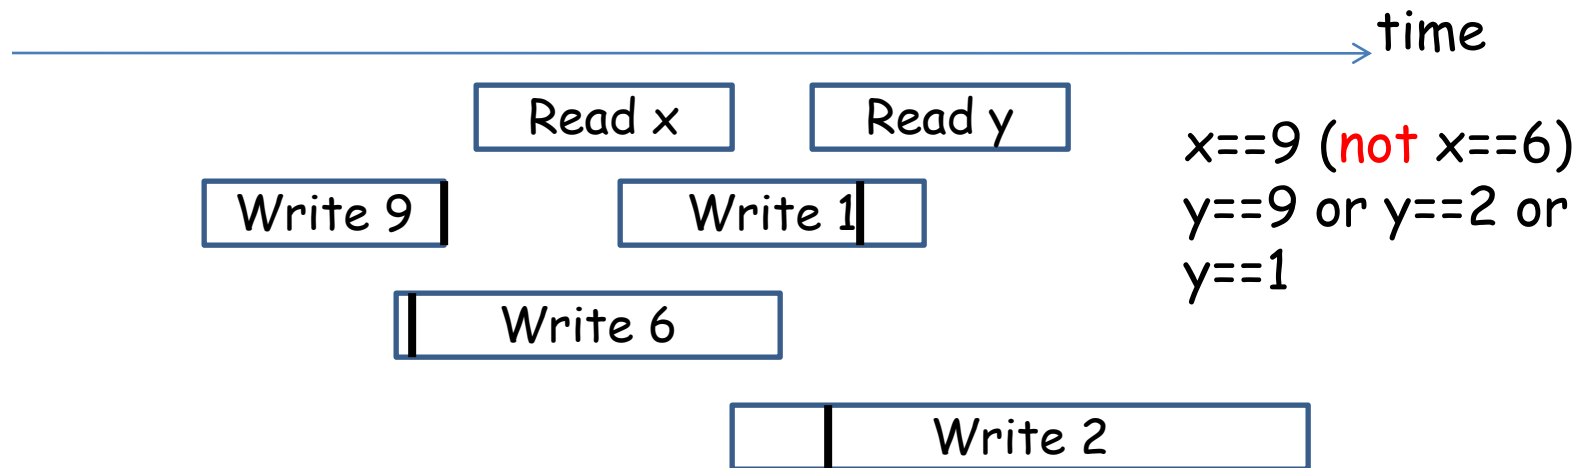 time
Read x
Read y
x==9 (not x==6)
y==9 or y==2 or
y==1
Write 9
Write 1
Write 6
Write 2